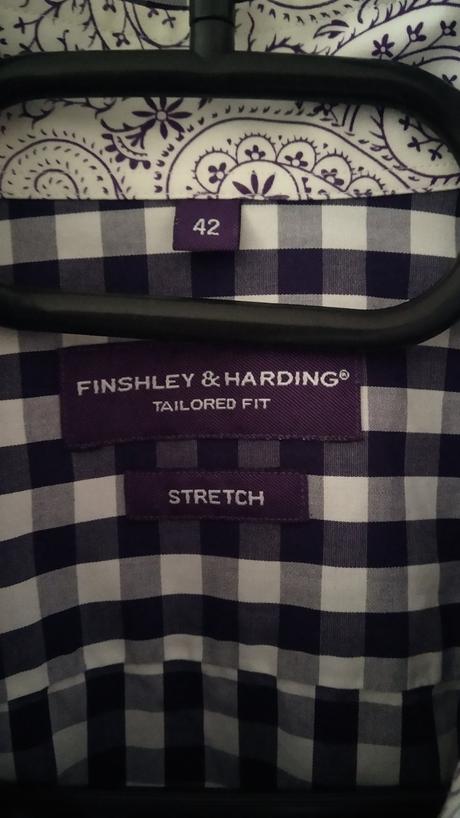 42
FINSHLEY & HARDING®
TAILORED FIT
STRETCH